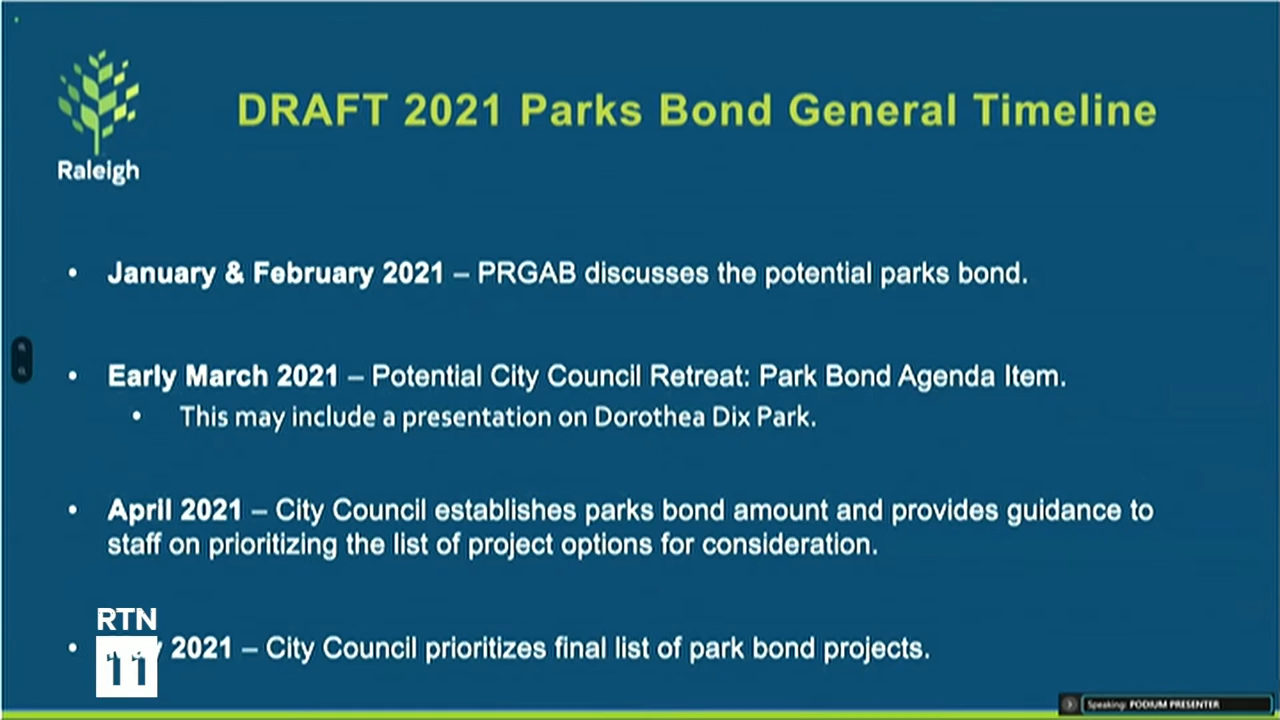 Raleigh
DRAFT 2021 Parks Bond General Timeline
• January & February 2021 – PRGAB discusses the potential parks bond.
• Early March 2021 – Potential City Council Retreat: Park Bond Agenda Item.
• This may include a presentation on Dorothea Dix Park.
• April 2021 – City Council establishes parks bond amount and provides guidance to
staff on prioritizing the list of project options for consideration.
• 2021 – City Council prioritizes final list of park bond projects.
RTN
11
Speaking: PODIUM PRESENTER